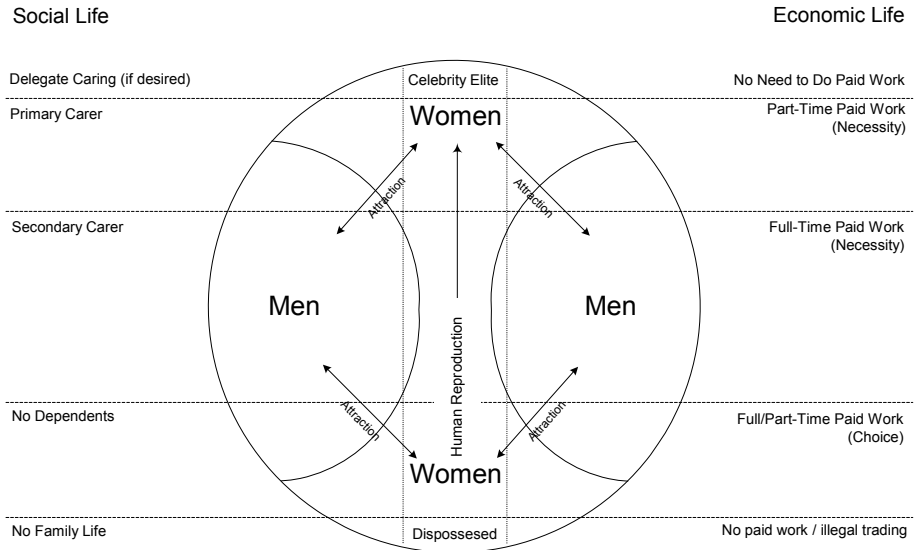 Social Life
Economic Life
Delegate Caring (if desired)
Celebrity Elite
No Need to Do Paid Work
Primary Carer
Women
Part-Time Paid Work
(Necessity)
Attraction
Attraction
Secondary Carer
Full-Time Paid Work
(Necessity)
Men
Men
Human Reproduction
No Dependents
Attraction
Attraction
Full/Part-Time Paid Work
(Choice)
Women
No Family Life
Dispossesed
No paid work / illegal trading